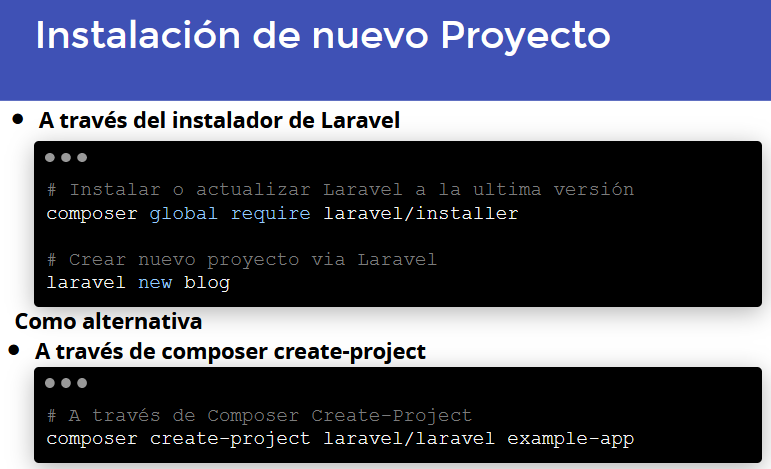 Instalación de nuevo Proyecto
• A través del instalador de Laravel
# Instalar o actualizar Laravel a la ultima versión
composer global require laravel/installer
# Crear nuevo proyecto via Laravel
laravel new blog
Como alternativa
• A través de composer create-project
# A través de Composer Create-Project
composer create-project laravel/laravel example-app